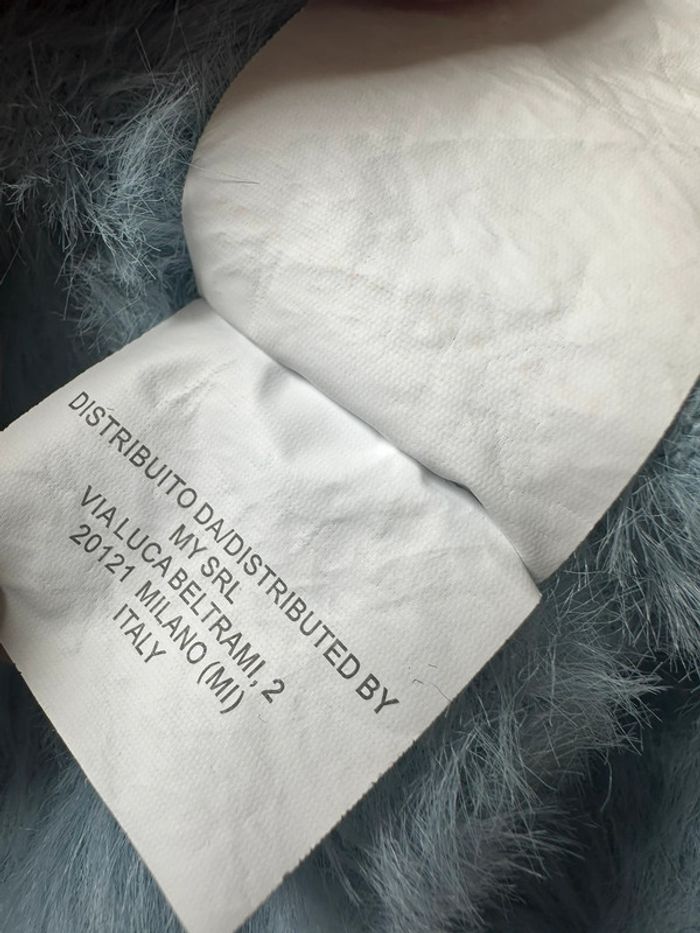 DISTRIBUITO DA/DISTRIBUTED BY
MY SRL
VIA LUCA BELTRAMI, 2
20121 MILANO (MI)
ITALY